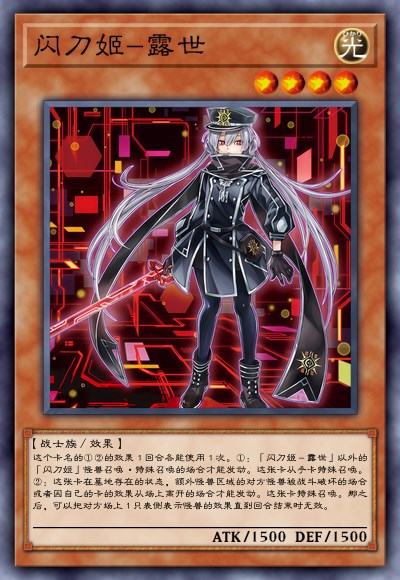 闪刀姬-露世
ひかり
光
【战士族/效果】
这个卡名的①②的效果1回合各能使用1次。①:「闪刀姬-露世」以外的
「闪刀姬」怪兽召唤·特殊召唤的场合才能发动。这张卡从手卡特殊召唤。
②:这张卡在墓地存在的状态,额外怪兽区域的对方怪兽被战斗破坏的场合
或者因自己的卡的效果从场上离开的场合才能发动。这张卡特殊召唤。那之
后,可以把对方场上1只表侧表示怪兽的效果直到回合结束时无效。
ATK/1500 DEF/1500